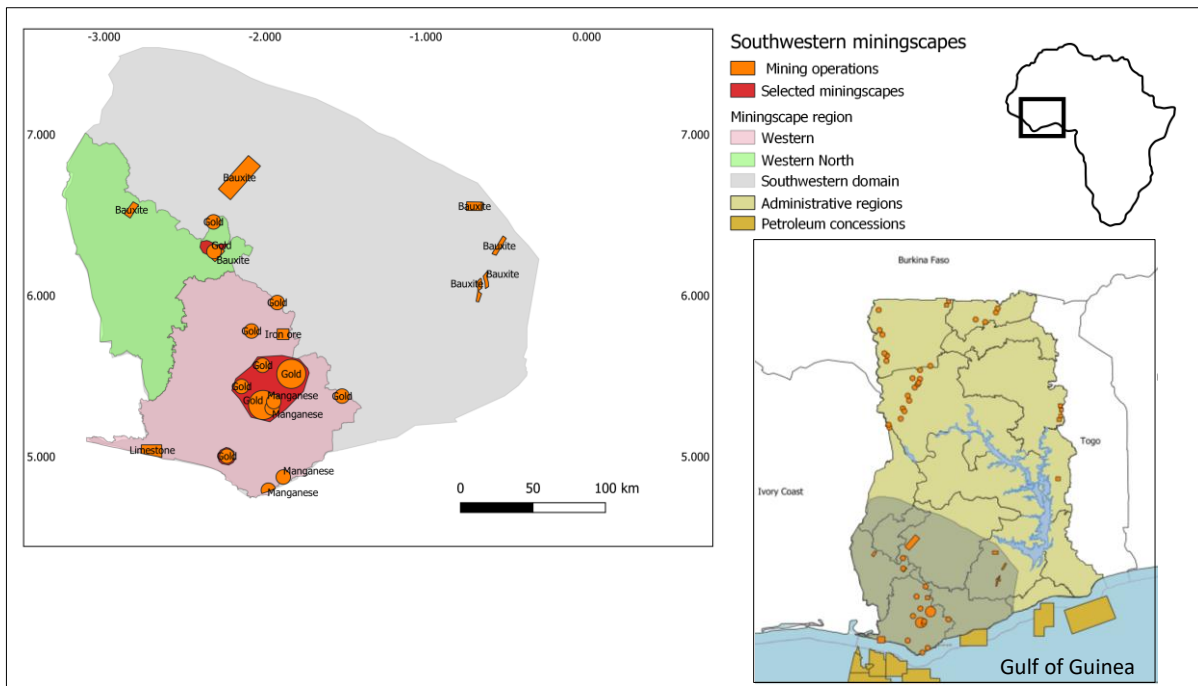 -3.000
-2.000
-1.000
0.000
7.000
7.000
6.000
6.000
5.000
5.000
Bauxite
Bauxite
Bauxite
Gold
Gold
Bauxite
Bauxite
Bauxite
Bauxite
Gold
Gold
Iron ore
Gold
Gold
Gold
Manganese
Gold
Gold
Manganese
Limestone
Gold
Manganese
Manganese
0 50 100 km
Southwestern miningscapes
Mining operations
Selected miningscapes
Miningscape region
Western
Western North
Southwestern domain
Administrative regions
Petroleum concessions
Burkina Faso
Togo
Ivory Coast
Gulf of Guinea